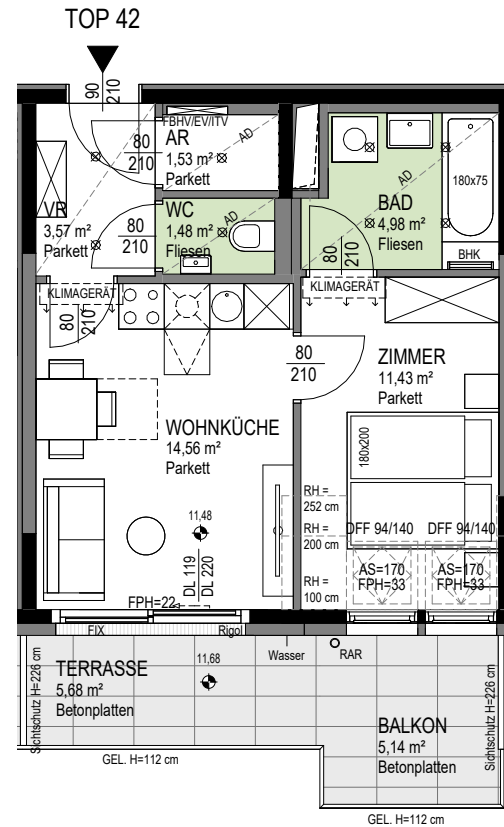 TOP 42
90
210
FBHV/EV/ITV
80
210
AR
1,53 m²
Parkett
AD
VR
3,57 m²
Parkett
80
210
WC
1,48 m²
Fliesen
AD
AD
180x75
BAD
4,98 m²
Fliesen
80
210
BHK
KLIMAGERÄT
80
210
KLIMAGERÄT
80
210
ZIMMER
11,43 m²
Parkett
WOHNKÜCHE
14,56 m²
Parkett
180x200
RH =
252 cm
RH =
200 cm
RH =
100 cm
DFF 94/140
DFF 94/140
AS=170
FPH=33
AS=170
FPH=33
11,48
DL 119
DL 220
FPH=22
FIX
Rigol
Wasser
RAR
Sichtschutz H=226 cm
TERRASSE
5,68 m²
Betonplatten
11,68
BALKON
5,14 m²
Betonplatten
Sichtschutz H=226 cm
GEL. H=112 cm
GEL. H=112 cm